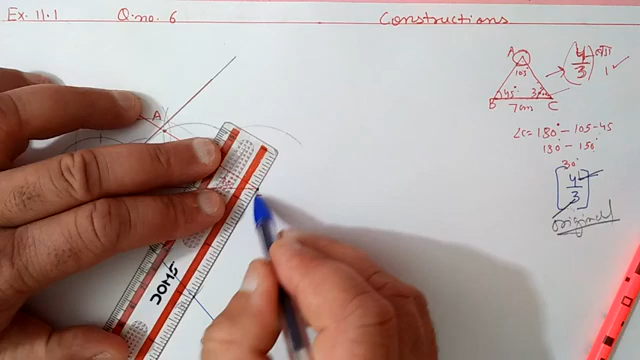 Ex. 11.1 Q.no. 6 Constructions
A
A
105°
45° 30°
B 7cm C
4
3
1
∠C = 180° - 105 - 45
180 - 150°
30°
4
3
original
DOMS